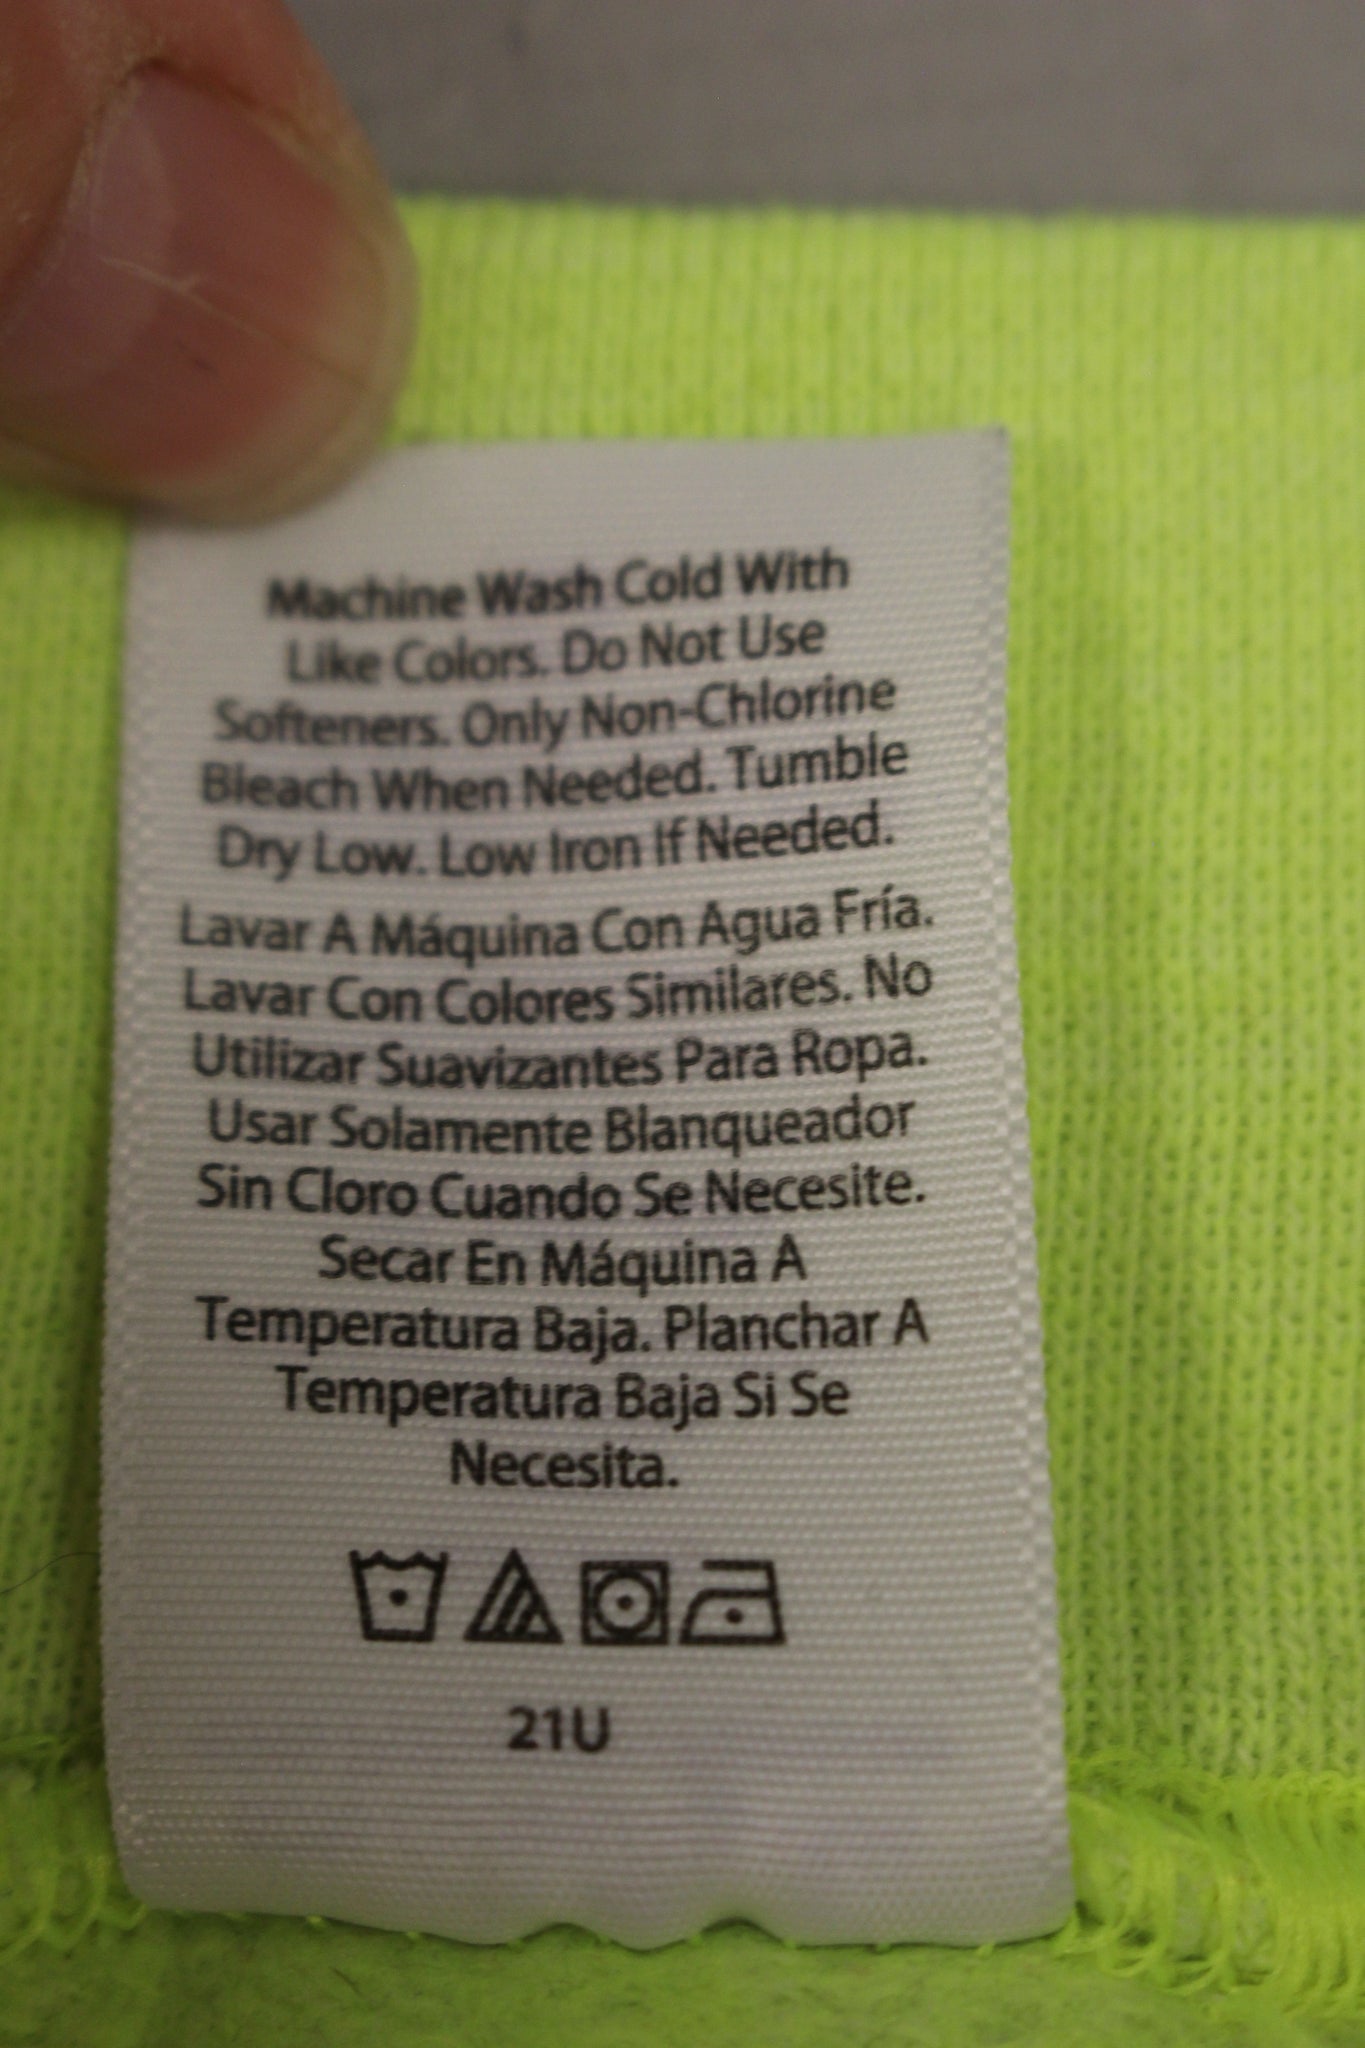 Machine Wash Cold With
Like Colors. Do Not Use
Softeners. Only Non-Chlorine
Bleach When Needed. Tumble
Dry Low. Low Iron If Needed.
Lavar A Máquina Con Agua Fría.
Lavar Con Colores Similares. No
Utilizar Suavizantes Para Ropa.
Usar Solamente Blanqueador
Sin Cloro Cuando Se Necesite.
Secar En Máquina A
Temperatura Baja. Planchar A
Temperatura Baja Si Se
Necesita.
21U